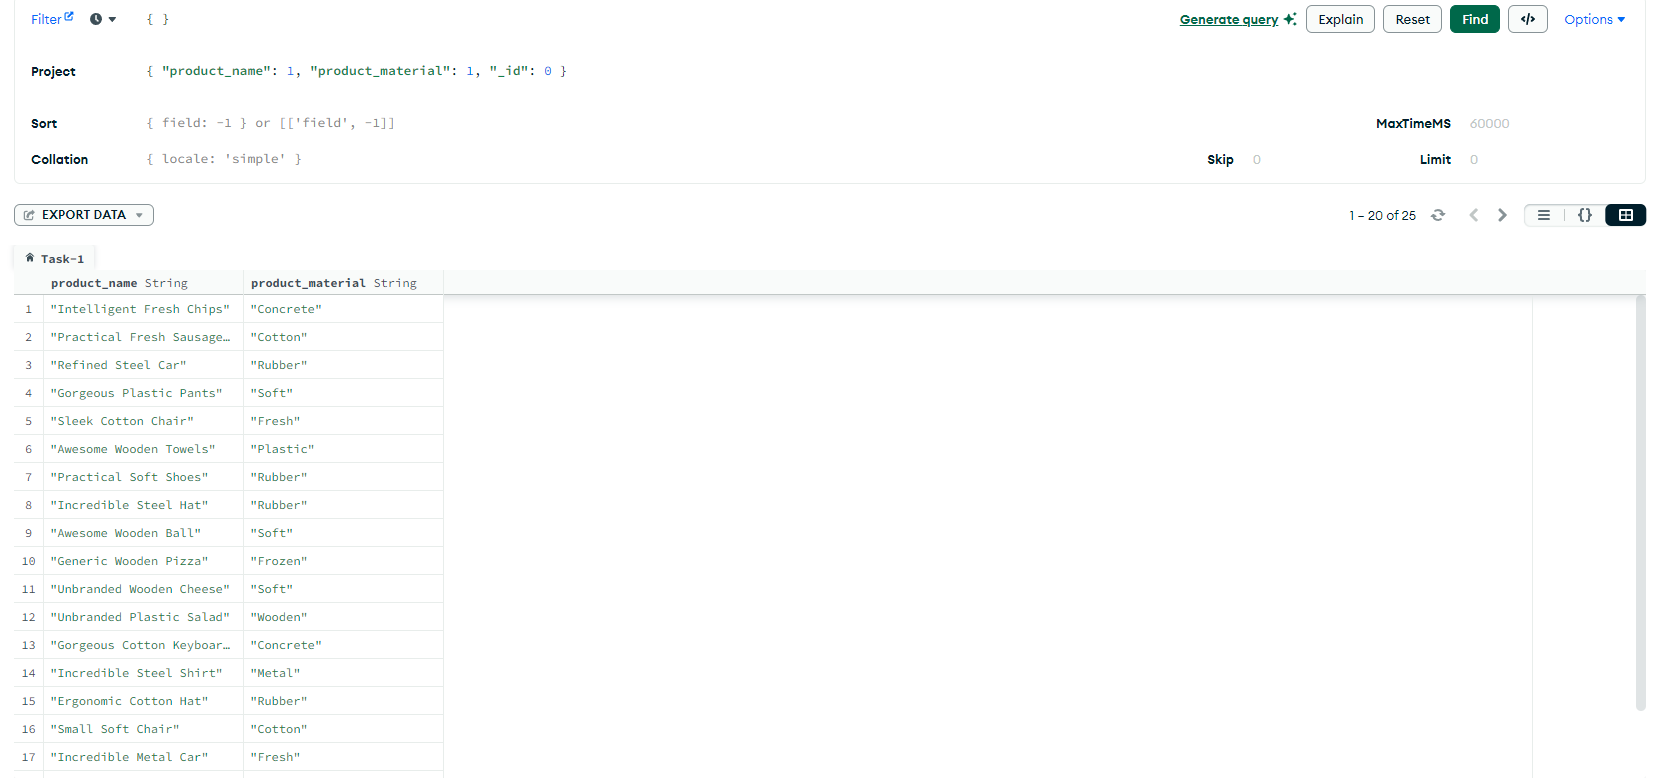 Filter { } Generate query Explain Reset Find </> Options
Project { "product_name": 1, "product_material": 1, "_id": 0 }
Sort { field: -1 } or [['field', -1]] MaxTimeMS 60000
Collation { locale: 'simple' } Skip 0 Limit 0
EXPORT DATA 1 – 20 of 25 {}
Task-1
product_name String product_material String
1 "Intelligent Fresh Chips" "Concrete"
2 "Practical Fresh Sausage… "Cotton"
3 "Refined Steel Car" "Rubber"
4 "Gorgeous Plastic Pants" "Soft"
5 "Sleek Cotton Chair" "Fresh"
6 "Awesome Wooden Towels" "Plastic"
7 "Practical Soft Shoes" "Rubber"
8 "Incredible Steel Hat" "Rubber"
9 "Awesome Wooden Ball" "Soft"
10 "Generic Wooden Pizza" "Frozen"
11 "Unbranded Wooden Cheese" "Soft"
12 "Unbranded Plastic Salad" "Wooden"
13 "Gorgeous Cotton Keyboar… "Concrete"
14 "Incredible Steel Shirt" "Metal"
15 "Ergonomic Cotton Hat" "Rubber"
16 "Small Soft Chair" "Cotton"
17 "Incredible Metal Car" "Fresh"